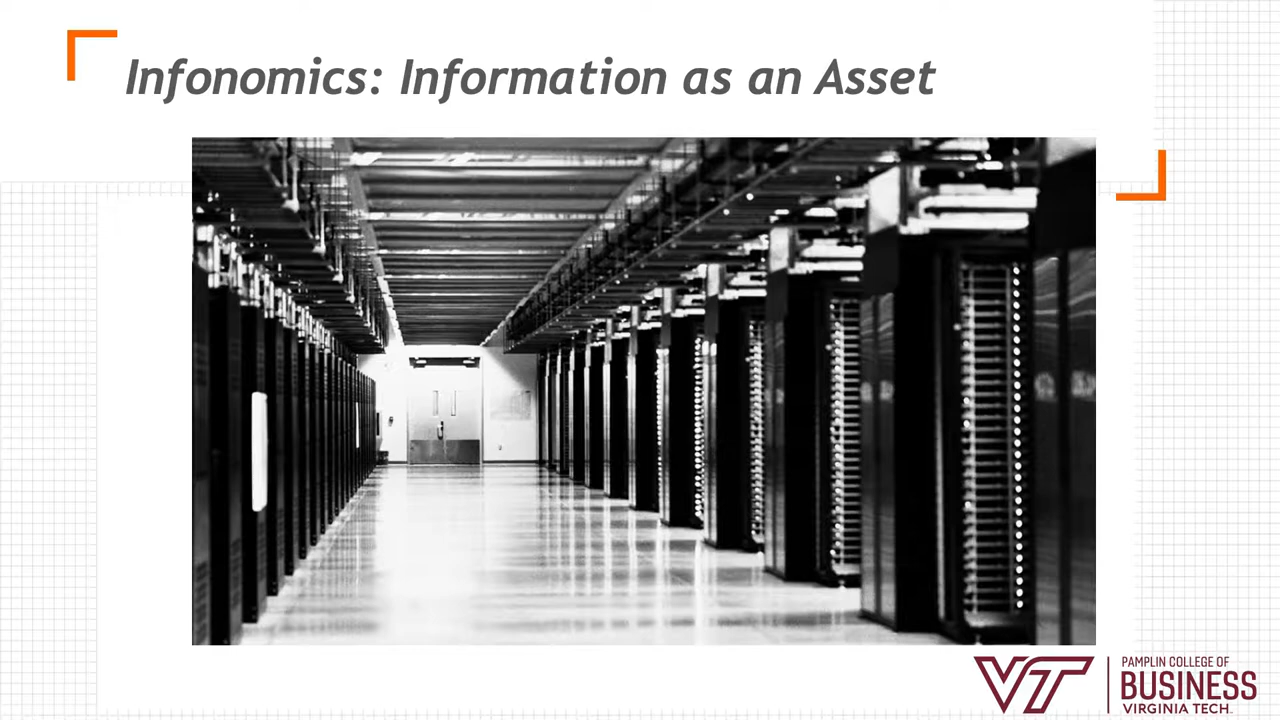 Infonomics: Information as an Asset
VT
PAMPLIN COLLEGE OF
BUSINESS
VIRGINIA TECH.